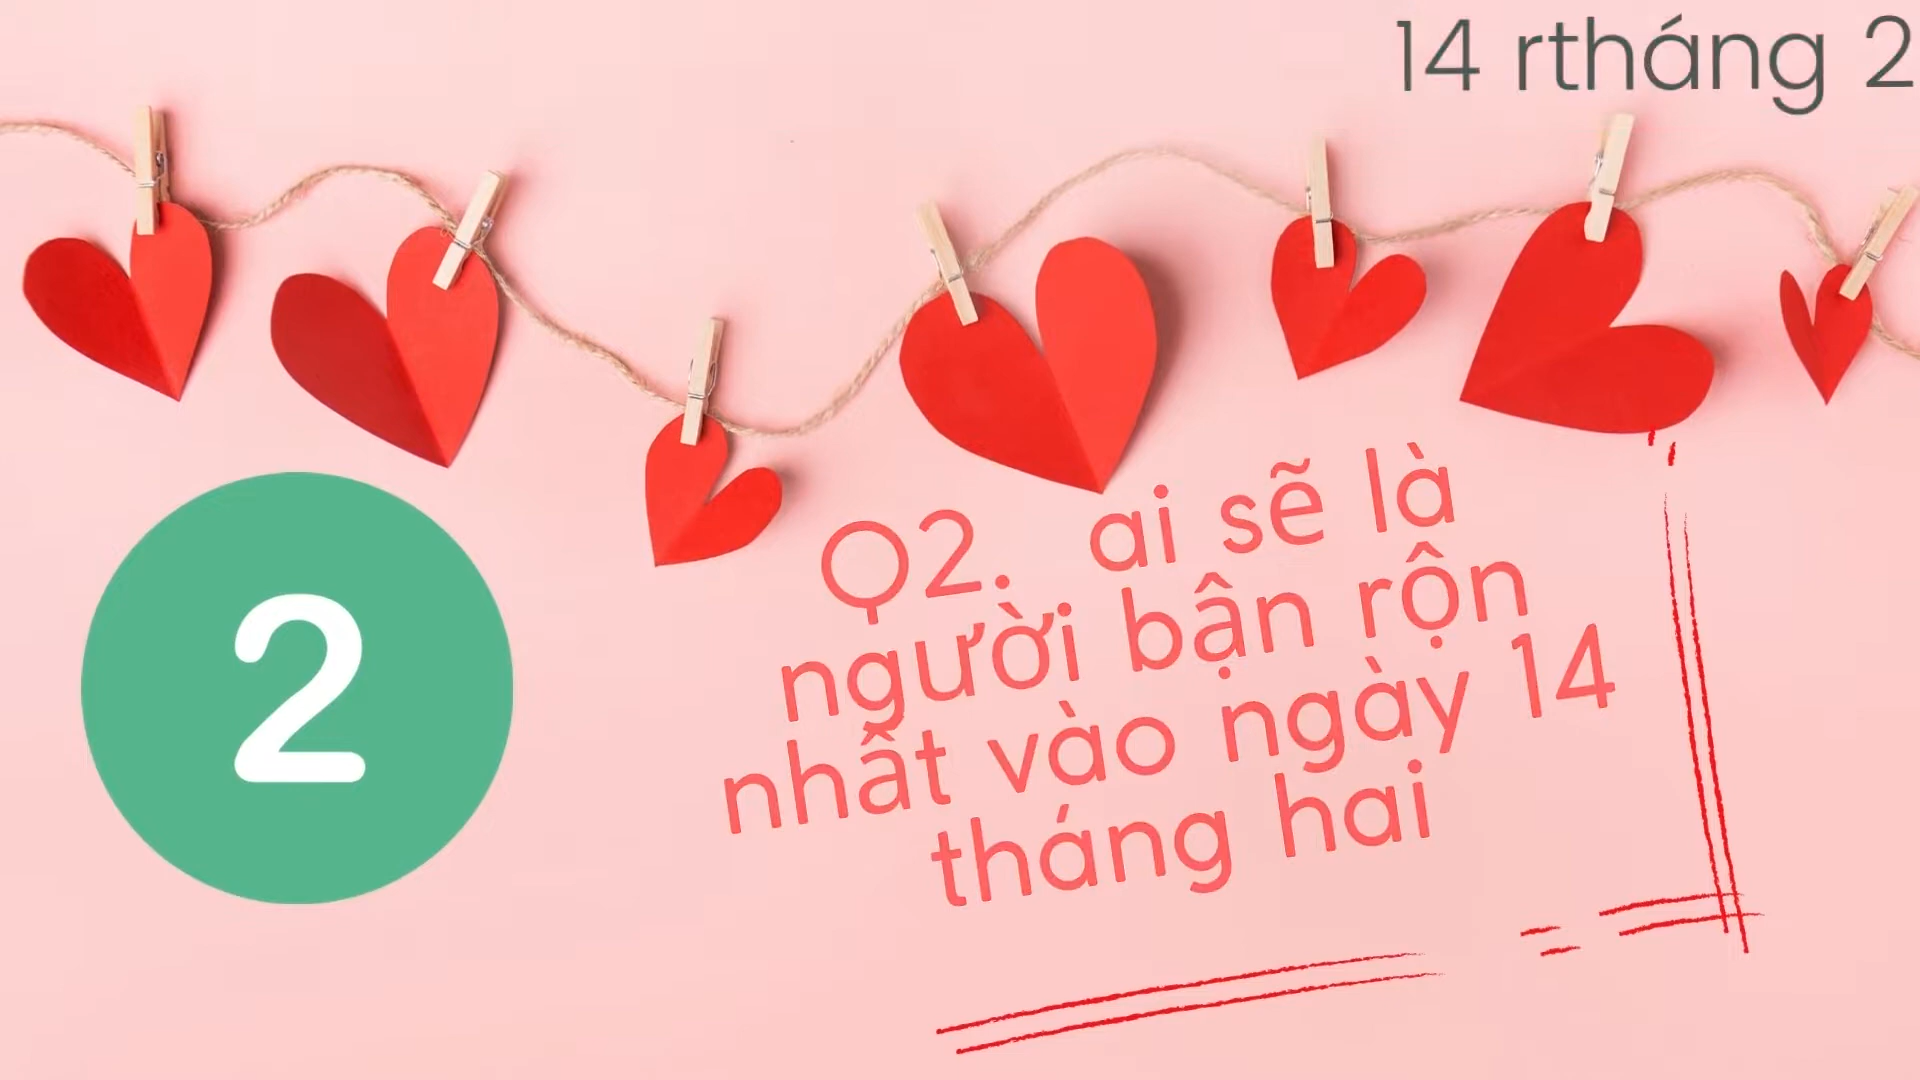 14 rtháng 2
2
Q2. ai sẽ là
người bận rộn
nhất vào ngày 14
tháng hai